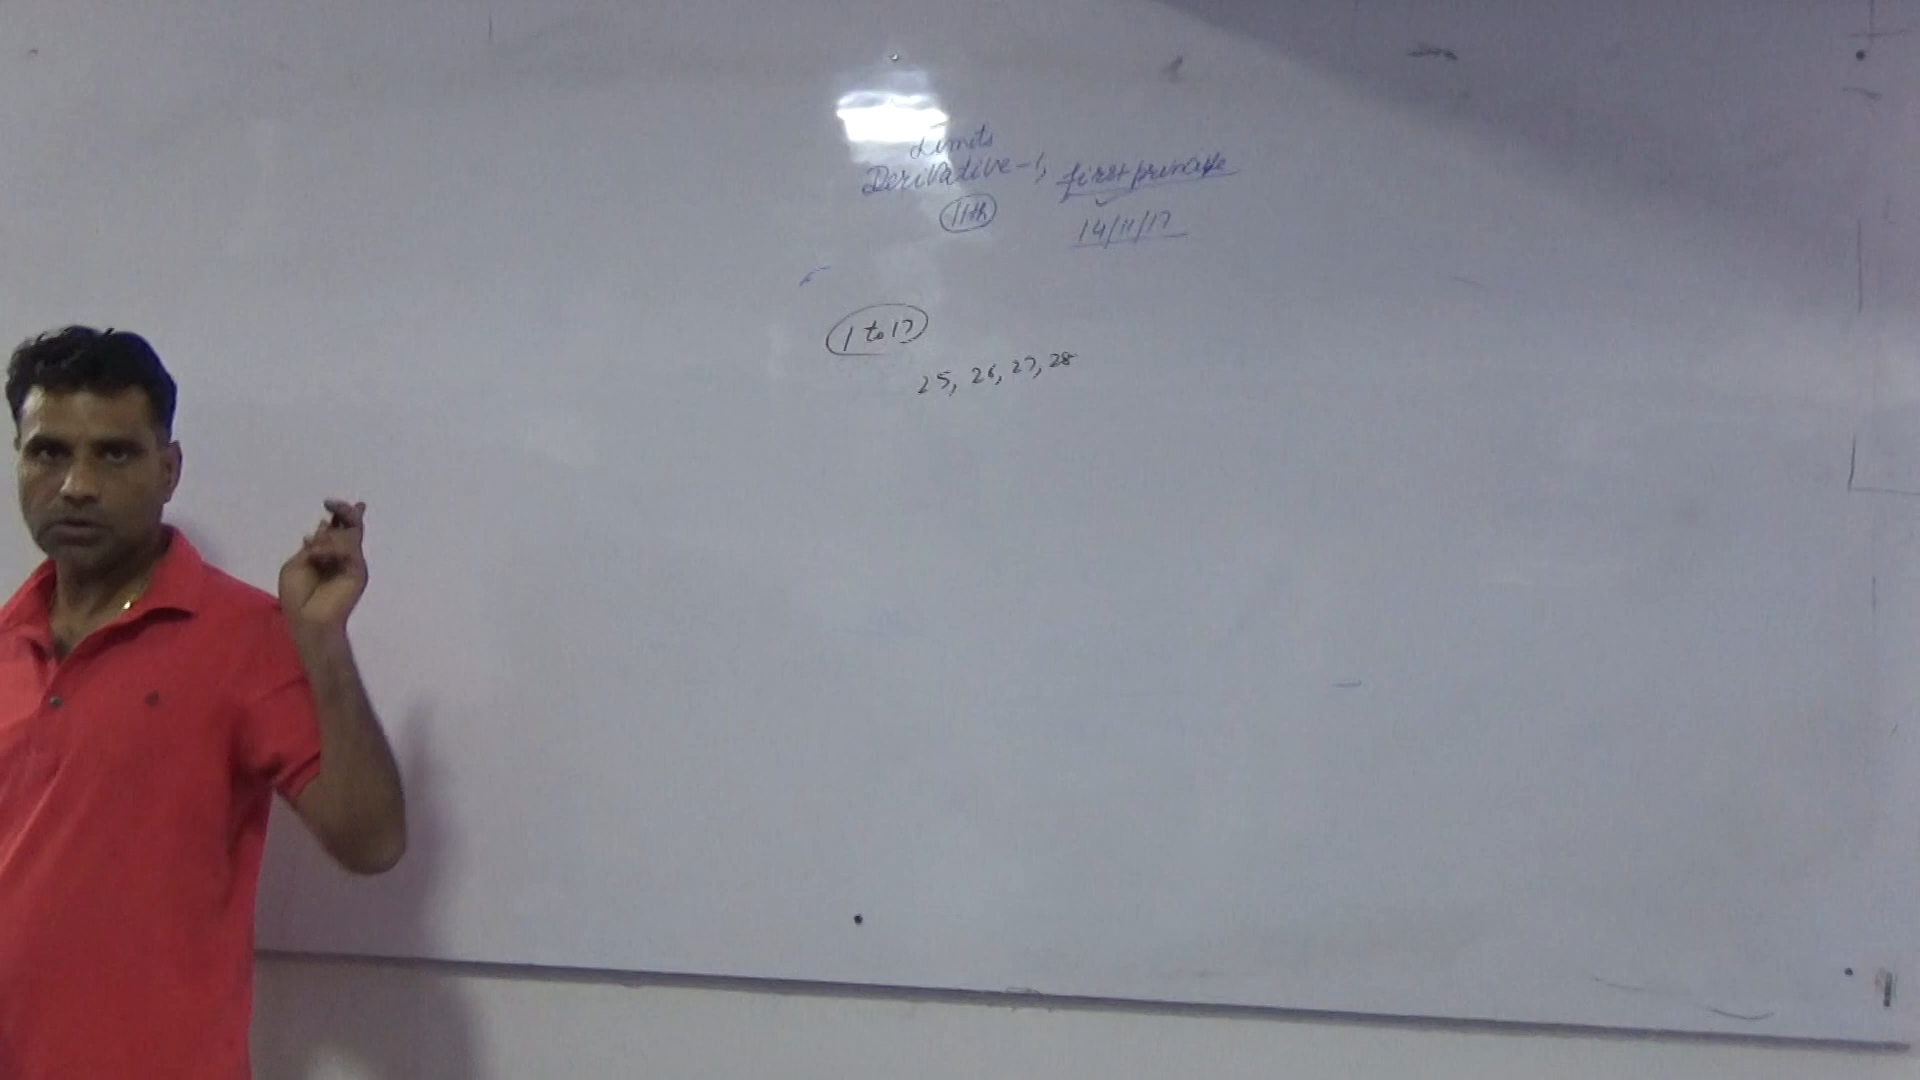 Limits
Derivative-1, first principle
11th
14/11/17
1 to 17
25, 26, 27, 28